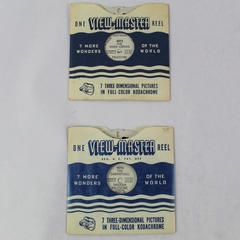 ONE VIEW-MASTER REEL
7 MORE WONDERS
OF THE WORLD
PALESTINE
7 THREE-DIMENSIONAL PICTURES
IN FULL-COLOR KODACHROME
ONE VIEW-MASTER REEL
REG. U.S. PAT. OFF.
7 MORE WONDERS
OF THE WORLD
PALESTINE
7 THREE-DIMENSIONAL PICTURES
IN FULL-COLOR KODACHROME